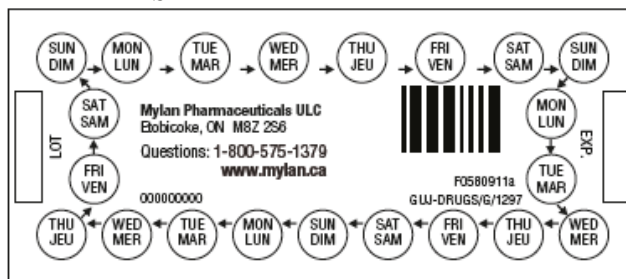 SUN
DIM
MON
LUN
TUE
MAR
WED
MER
THU
JEU
FRI
VEN
SAT
SAM
SUN
DIM
SAT
SAM
MON
LUN
Mylan Pharmaceuticals ULC
Etobicoke, ON  M8Z 2S6
Questions: 1-800-575-1379
www.mylan.ca
LOT
EXP.
FRI
VEN
TUE
MAR
F0580911a
000000000
GUJ-DRUGS/G/1297
THU
JEU
WED
MER
TUE
MAR
MON
LUN
SUN
DIM
SAT
SAM
FRI
VEN
THU
JEU
WED
MER